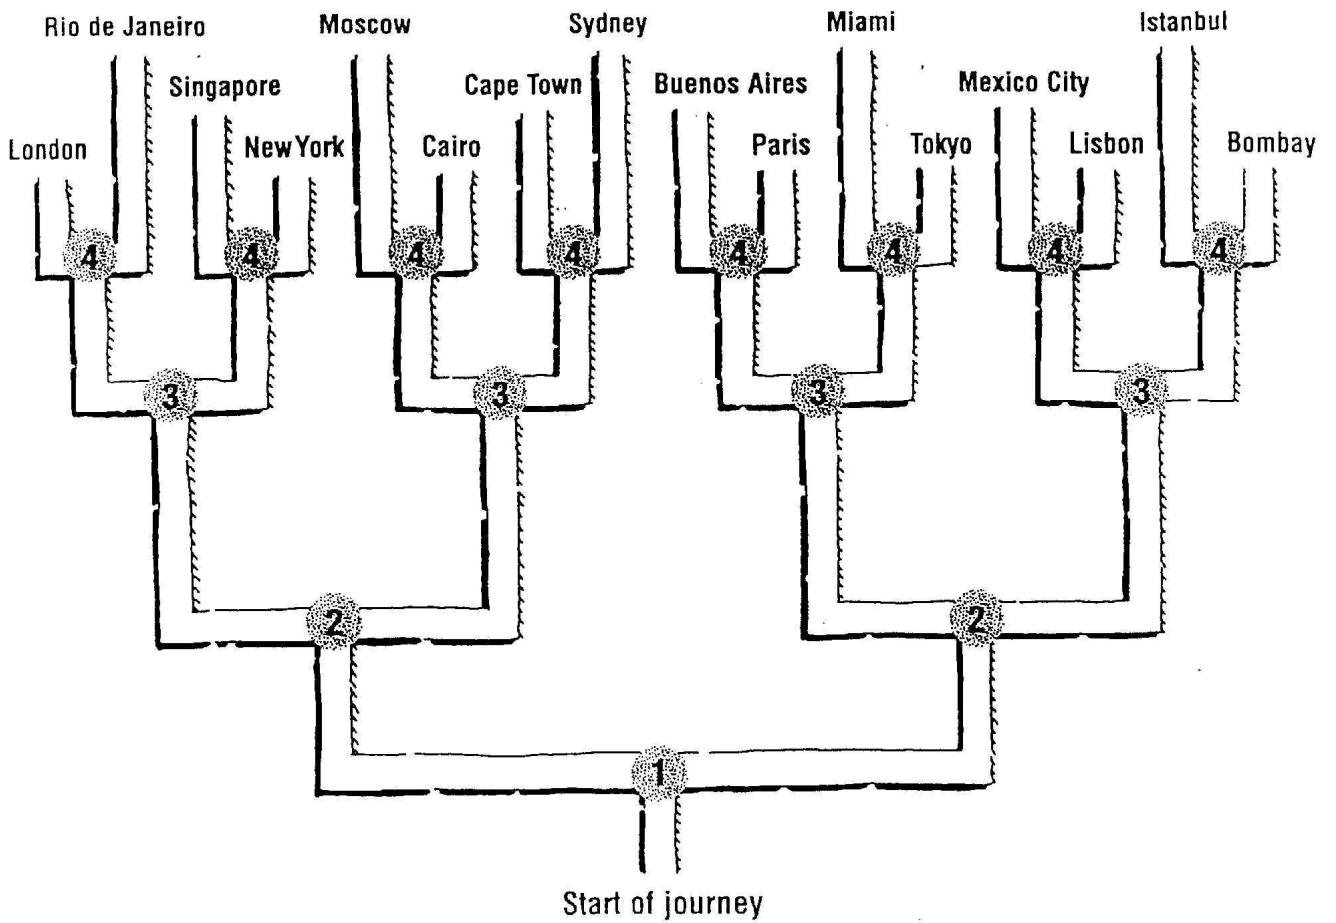 Rio de Janeiro
Moscow
Sydney
Miami
Istanbul
Singapore
Cape Town
Buenos Aires
Mexico City
London
New York
Cairo
Paris
Tokyo
Lisbon
Bombay
4 4 4 4 4 4 4 4
3 3 3 3
2 2
1
Start of journey